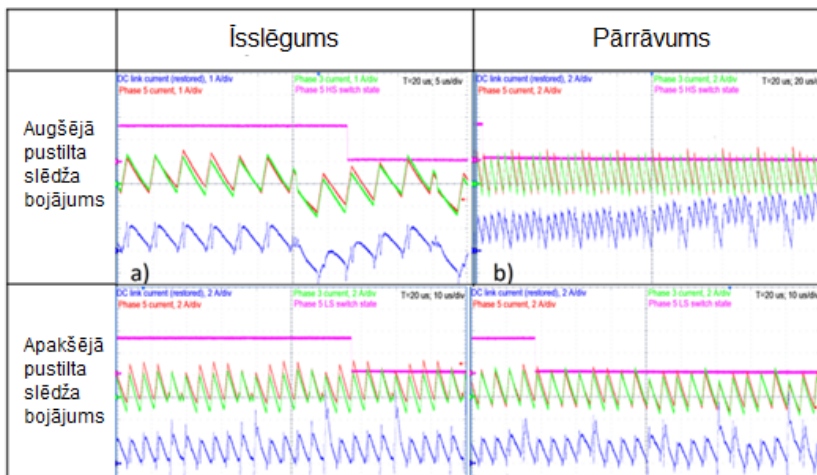 Īsslēgums
Pārrāvums
Augšējā
pustilta
slēdža
bojājums
DC link current (restored), 1 A/div
Phase 3 current, 1 A/div
T=20 us; 5 us/div
Phase 5 current, 1 A/div
Phase 5 HS switch state
a)
DC link current (restored), 2 A/div
Phase 3 current, 2 A/div
T=20 us; 20 us/div
Phase 5 current, 2 A/div
Phase 5 HS switch state
b)
Apakšējā
pustilta
slēdža
bojājums
DC link current (restored), 2 A/div
Phase 3 current, 2 A/div
T=20 us; 10 us/div
Phase 5 current, 2 A/div
Phase 5 LS switch state
DC link current (restored), 2 A/div
Phase 3 current, 2 A/div
T=20 us; 10 us/div
Phase 5 current, 2 A/div
Phase 5 LS switch state